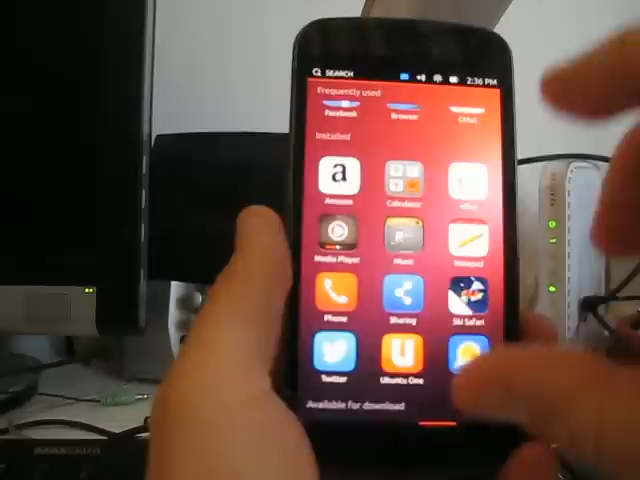 SEARCH 2:36 PM
Frequently used
Facebook Browser
Installed
a
Amazon Calculator
Media Player Music Notepad
Phone Sharing Ski Safari
Twitter Ubuntu One
Available for download